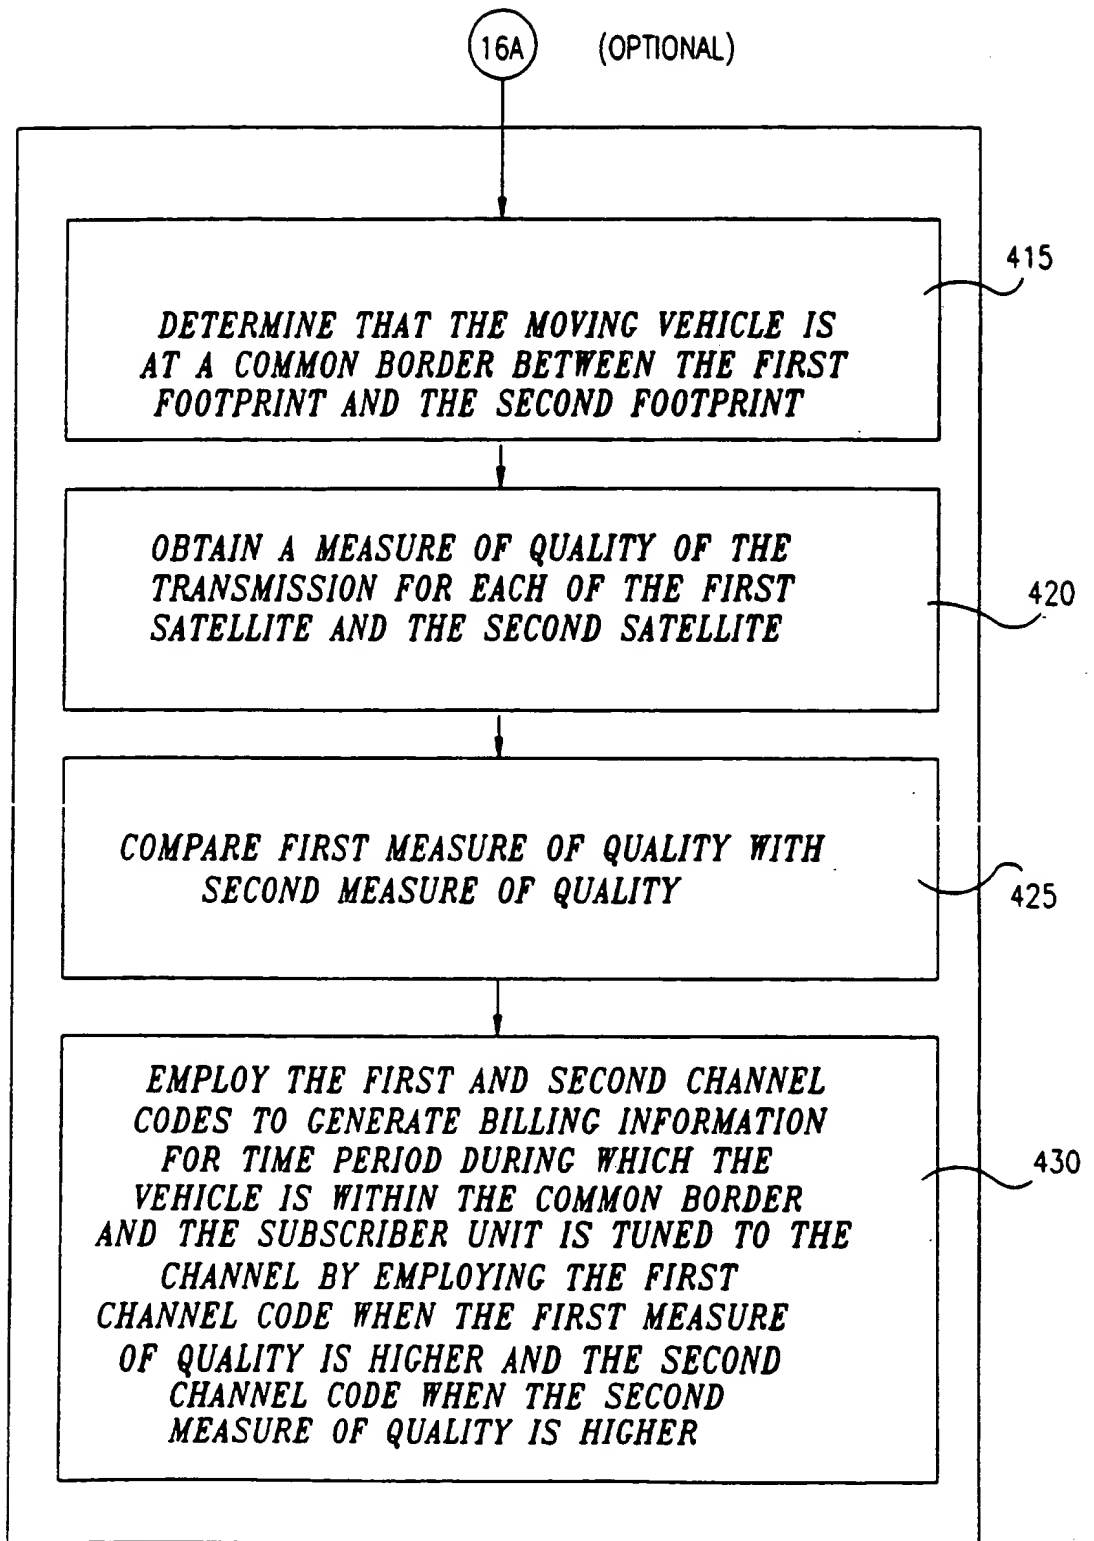 16A (OPTIONAL)
415
DETERMINE THAT THE MOVING VEHICLE IS
AT A COMMON BORDER BETWEEN THE FIRST
FOOTPRINT AND THE SECOND FOOTPRINT
OBTAIN A MEASURE OF QUALITY OF THE
TRANSMISSION FOR EACH OF THE FIRST
SATELLITE AND THE SECOND SATELLITE
420
COMPARE FIRST MEASURE OF QUALITY WITH
SECOND MEASURE OF QUALITY
425
EMPLOY THE FIRST AND SECOND CHANNEL
CODES TO GENERATE BILLING INFORMATION
FOR TIME PERIOD DURING WHICH THE
VEHICLE IS WITHIN THE COMMON BORDER
AND THE SUBSCRIBER UNIT IS TUNED TO THE
CHANNEL BY EMPLOYING THE FIRST
CHANNEL CODE WHEN THE FIRST MEASURE
OF QUALITY IS HIGHER AND THE SECOND
CHANNEL CODE WHEN THE SECOND
MEASURE OF QUALITY IS HIGHER
430